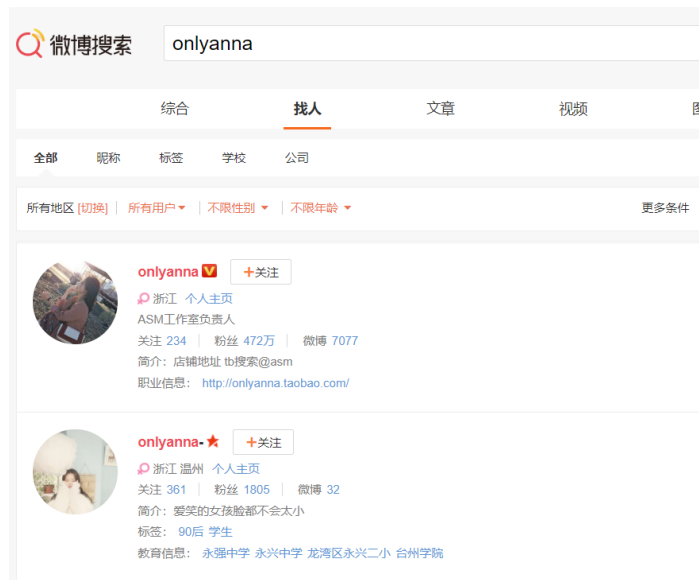 微博搜索 onlyanna
综合 找人 文章 视频
全部 昵称 标签 学校 公司
所有地区 [切换] 所有用户 不限性别 不限年龄 更多条件
onlyanna V +关注
浙江 个人主页
ASM工作室负责人
关注 234 粉丝 472万 微博 7077
简介：店铺地址 tb搜索@asm
职业信息： http://onlyanna.taobao.com/
onlyanna- +关注
浙江 温州 个人主页
关注 361 粉丝 1805 微博 32
简介：爱笑的女孩脸都不会太小
标签： 90后 学生
教育信息： 永强中学 永兴中学 龙湾区永兴二小 台州学院